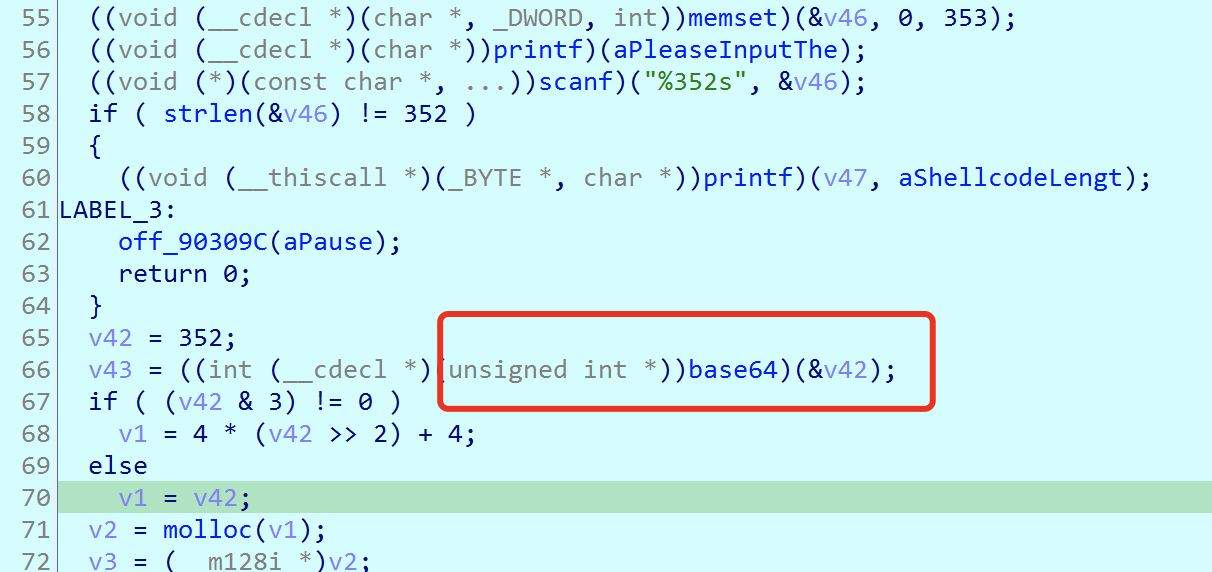 55 ((void (__cdecl *)(char *, _DWORD, int))memset)(&v46, 0, 353);
56 ((void (__cdecl *)(char *))printf)(aPleaseInputThe);
57 ((void (*)(const char *, ...))scanf)("%352s", &v46);
58 if ( strlen(&v46) != 352 )
59 {
60 ((void (__thiscall *)(_BYTE *, char *))printf)(v47, aShellcodeLengt);
61 LABEL_3:
62 off_90309C(aPause);
63 return 0;
64 }
65 v42 = 352;
66 v43 = ((int (__cdecl *)(unsigned int *))base64)(&v42);
67 if ( (v42 & 3) != 0 )
68 v1 = 4 * (v42 >> 2) + 4;
69 else
70 v1 = v42;
71 v2 = molloc(v1);
72 v3 = (__m128i *)v2;